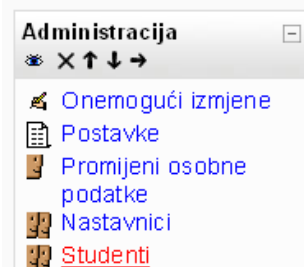 Administracija
Onemogući izmjene
Postavke
Promijeni osobne
podatke
Nastavnici
Studenti